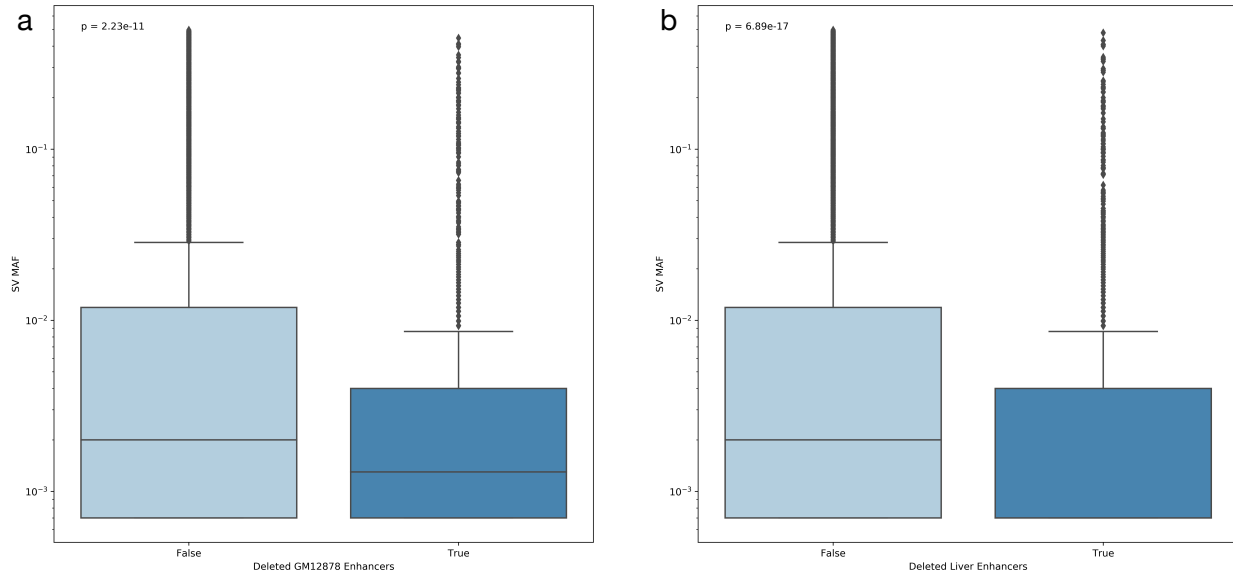 a
p = 2.23e-11
SV MAF
10⁻¹
10⁻²
10⁻³
False
True
Deleted GM12878 Enhancers
b
p = 6.89e-17
SV MAF
10⁻¹
10⁻²
10⁻³
False
True
Deleted Liver Enhancers